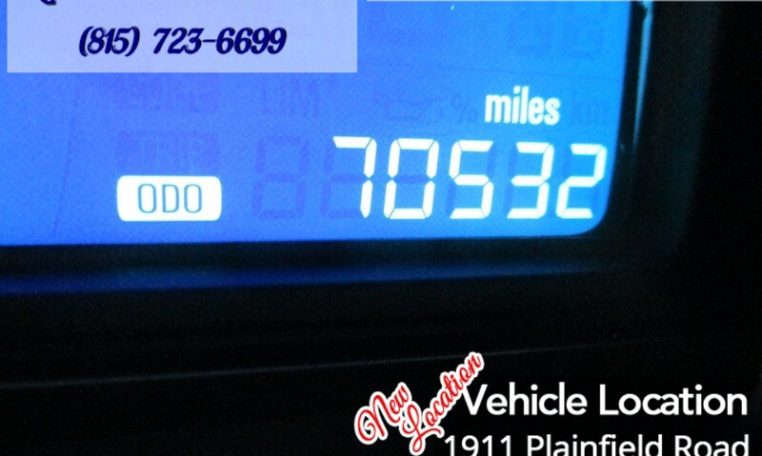 (815) 723-6699
miles
ODO 70532
New Location
Vehicle Location
1911 Plainfield Road